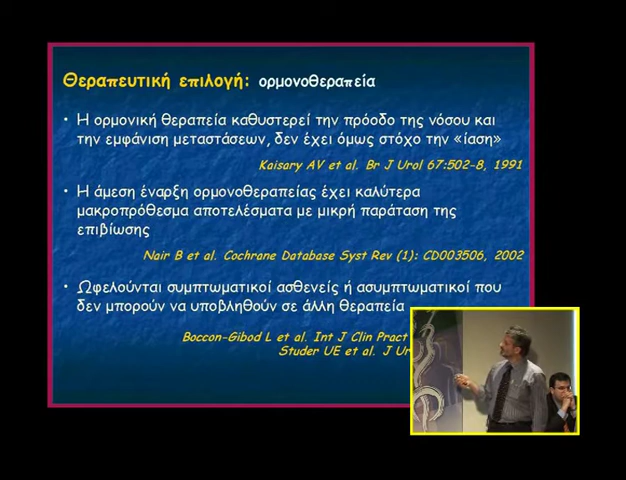 Θεραπευτική επιλογή: ορμονοθεραπεία
• Η ορμονική θεραπεία καθυστερεί την πρόοδο της νόσου και
την εμφάνιση μεταστάσεων, δεν έχει όμως στόχο την «ίαση»
Kaisary AV et al. Br J Urol 67:502-8, 1991
• Η άμεση έναρξη ορμονοθεραπείας έχει καλύτερα
μακροπρόθεσμα αποτελέσματα με μικρή παράταση της
επιβίωσης
Nair B et al. Cochrane Database Syst Rev (1): CD003506, 2002
• Ωφελούνται συμπτωματικοί ασθενείς ή ασυμπτωματικοί που
δεν μπορούν να υποβληθούν σε άλλη θεραπεία
Boccon-Gibod L et al. Int J Clin Pract
Studer UE et al. J Ur